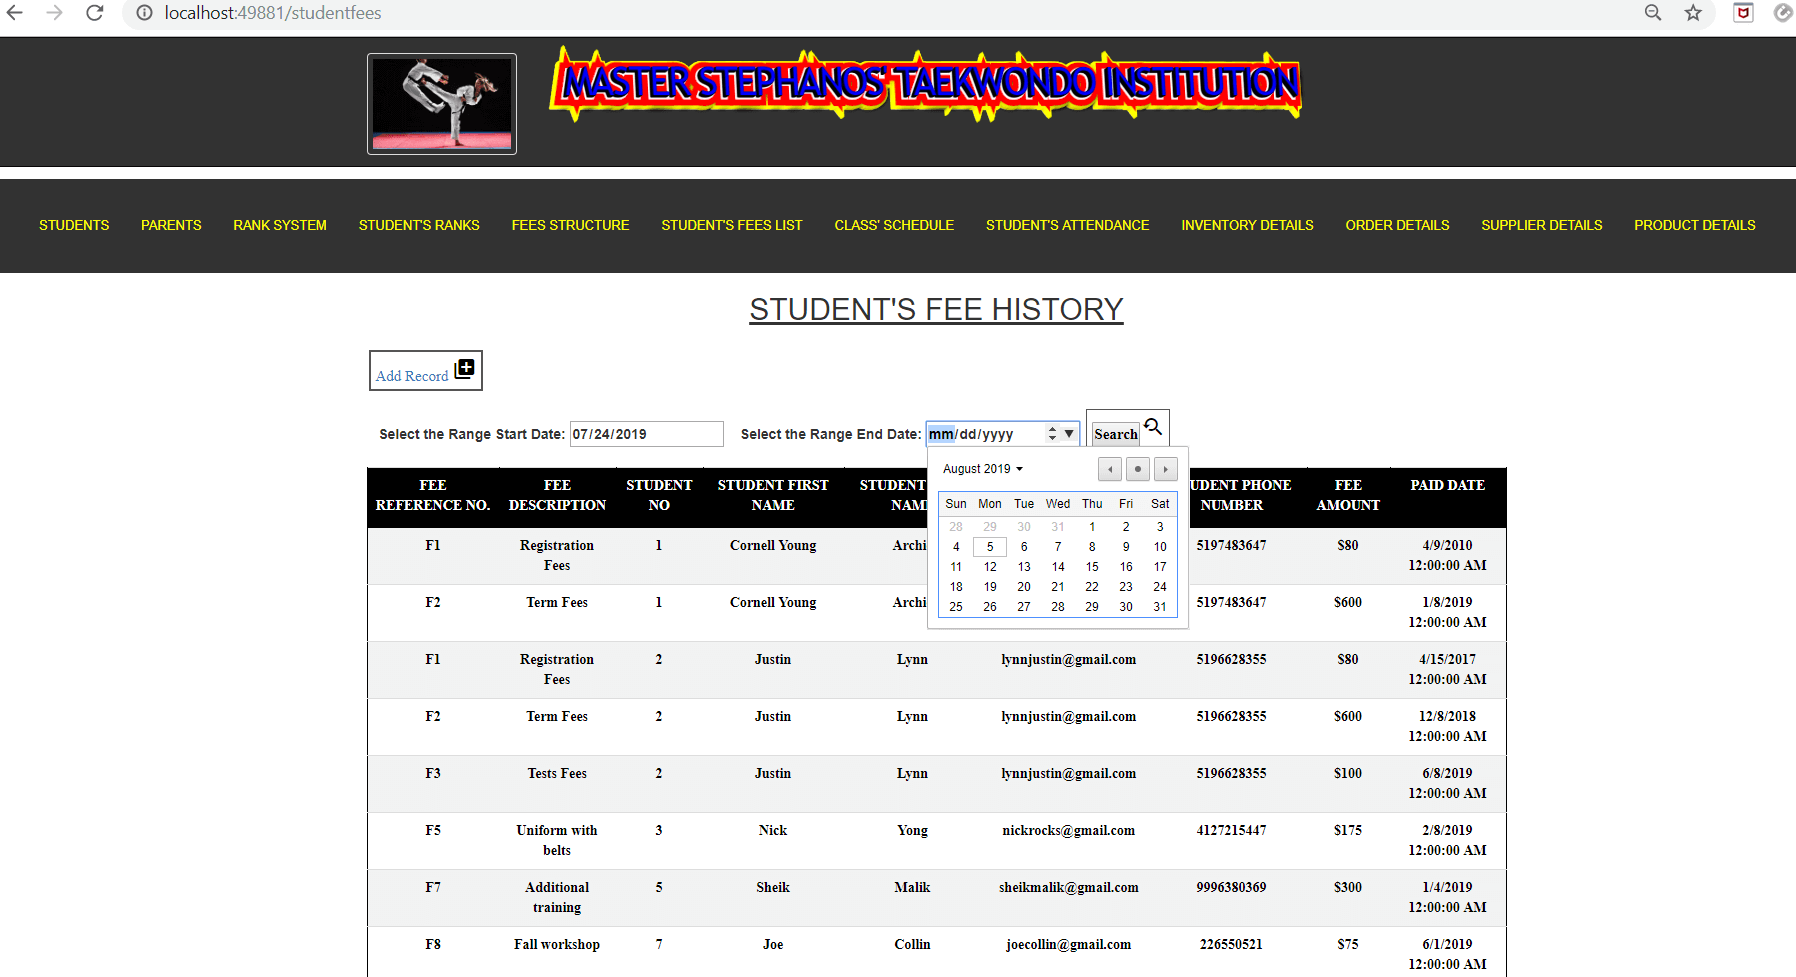 localhost:49881/studentfees
MASTER STEPHANOS' TAEKWONDO INSTITUTION
STUDENTS PARENTS RANK SYSTEM STUDENT'S RANKS FEES STRUCTURE STUDENT'S FEES LIST CLASS' SCHEDULE STUDENT'S ATTENDANCE INVENTORY DETAILS ORDER DETAILS SUPPLIER DETAILS PRODUCT DETAILS
STUDENT'S FEE HISTORY
Add Record
Select the Range Start Date: 07/24/2019 Select the Range End Date: mm/dd/yyyy Search
August 2019
Sun Mon Tue Wed Thu Fri Sat
28 29 30 31 1 2 3
4 5 6 7 8 9 10
11 12 13 14 15 16 17
18 19 20 21 22 23 24
25 26 27 28 29 30 31
FEE FEE STUDENT STUDENT FIRST STUDENT UDENT PHONE FEE PAID DATE
REFERENCE NO. DESCRIPTION NO NAME NAM NUMBER AMOUNT
F1 Registration 1 Cornell Young Archi 5197483647 $80 4/9/2010
Fees 12:00:00 AM
F2 Term Fees 1 Cornell Young Archi 5197483647 $600 1/8/2019
12:00:00 AM
F1 Registration 2 Justin Lynn lynnjustin@gmail.com 5196628355 $80 4/15/2017
Fees 12:00:00 AM
F2 Term Fees 2 Justin Lynn lynnjustin@gmail.com 5196628355 $600 12/8/2018
12:00:00 AM
F3 Tests Fees 2 Justin Lynn lynnjustin@gmail.com 5196628355 $100 6/8/2019
12:00:00 AM
F5 Uniform with 3 Nick Yong nickrocks@gmail.com 4127215447 $175 2/8/2019
belts 12:00:00 AM
F7 Additional 5 Sheik Malik sheikmalik@gmail.com 9996380369 $300 1/4/2019
training 12:00:00 AM
F8 Fall workshop 7 Joe Collin joecollin@gmail.com 226550521 $75 6/1/2019
12:00:00 AM